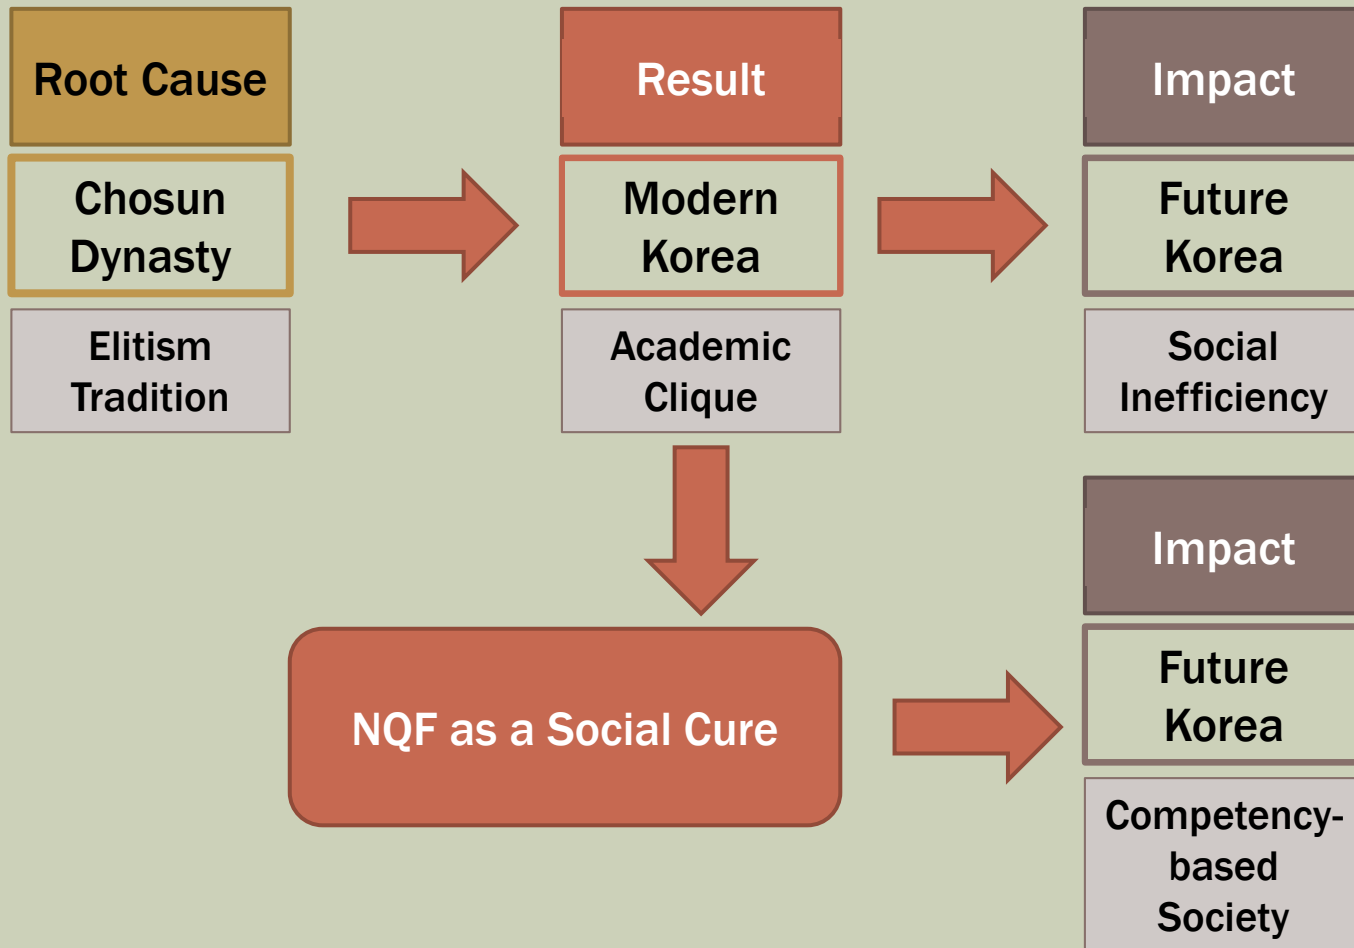 Root Cause
Result
Impact
Chosun
Dynasty
Modern
Korea
Future
Korea
Elitism
Tradition
Academic
Clique
Social
Inefficiency
Impact
NQF as a Social Cure
Future
Korea
Competency-
based
Society